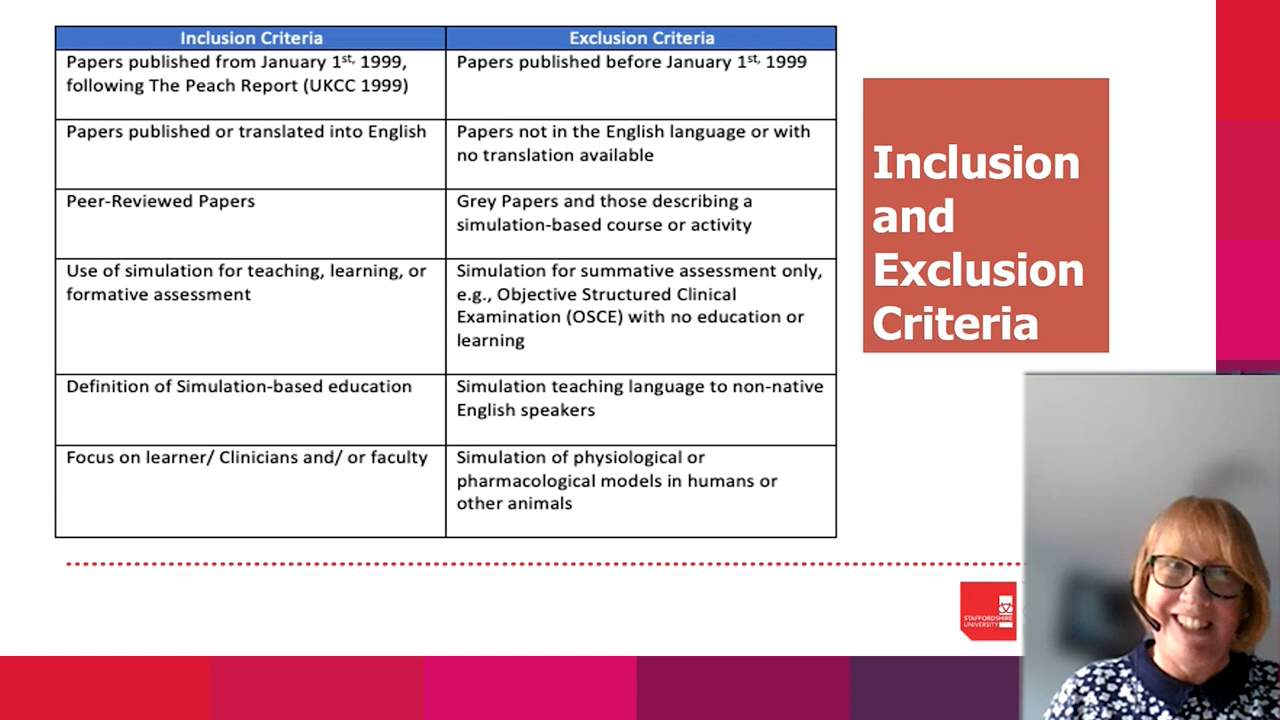 Inclusion Criteria
Exclusion Criteria
Papers published from January 1st, 1999,
following The Peach Report (UKCC 1999)
Papers published before January 1st, 1999
Papers published or translated into English
Papers not in the English language or with
no translation available
Peer-Reviewed Papers
Grey Papers and those describing a
simulation-based course or activity
Use of simulation for teaching, learning, or
formative assessment
Simulation for summative assessment only,
e.g., Objective Structured Clinical
Examination (OSCE) with no education or
learning
Definition of Simulation-based education
Simulation teaching language to non-native
English speakers
Focus on learner/ Clinicians and/ or faculty
Simulation of physiological or
pharmacological models in humans or
other animals
Inclusion
and
Exclusion
Criteria
STAFFORDSHIRE
UNIVERSITY